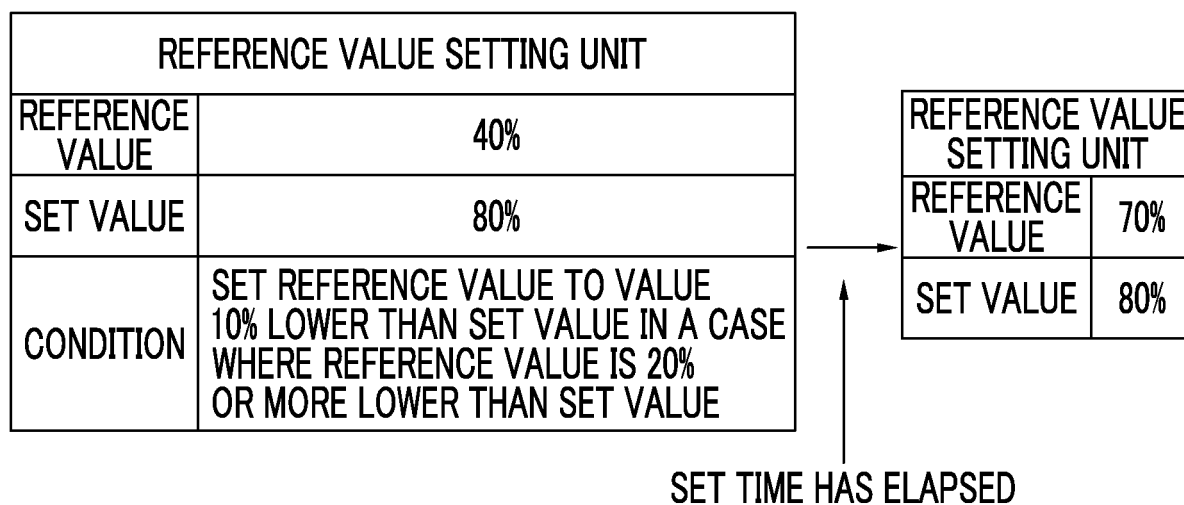 REFERENCE VALUE SETTING UNIT
REFERENCE
VALUE
40%
SET VALUE
80%
CONDITION
SET REFERENCE VALUE TO VALUE
10% LOWER THAN SET VALUE IN A CASE
WHERE REFERENCE VALUE IS 20%
OR MORE LOWER THAN SET VALUE
SET TIME HAS ELAPSED
REFERENCE VALUE
SETTING UNIT
REFERENCE
VALUE
70%
SET VALUE
80%